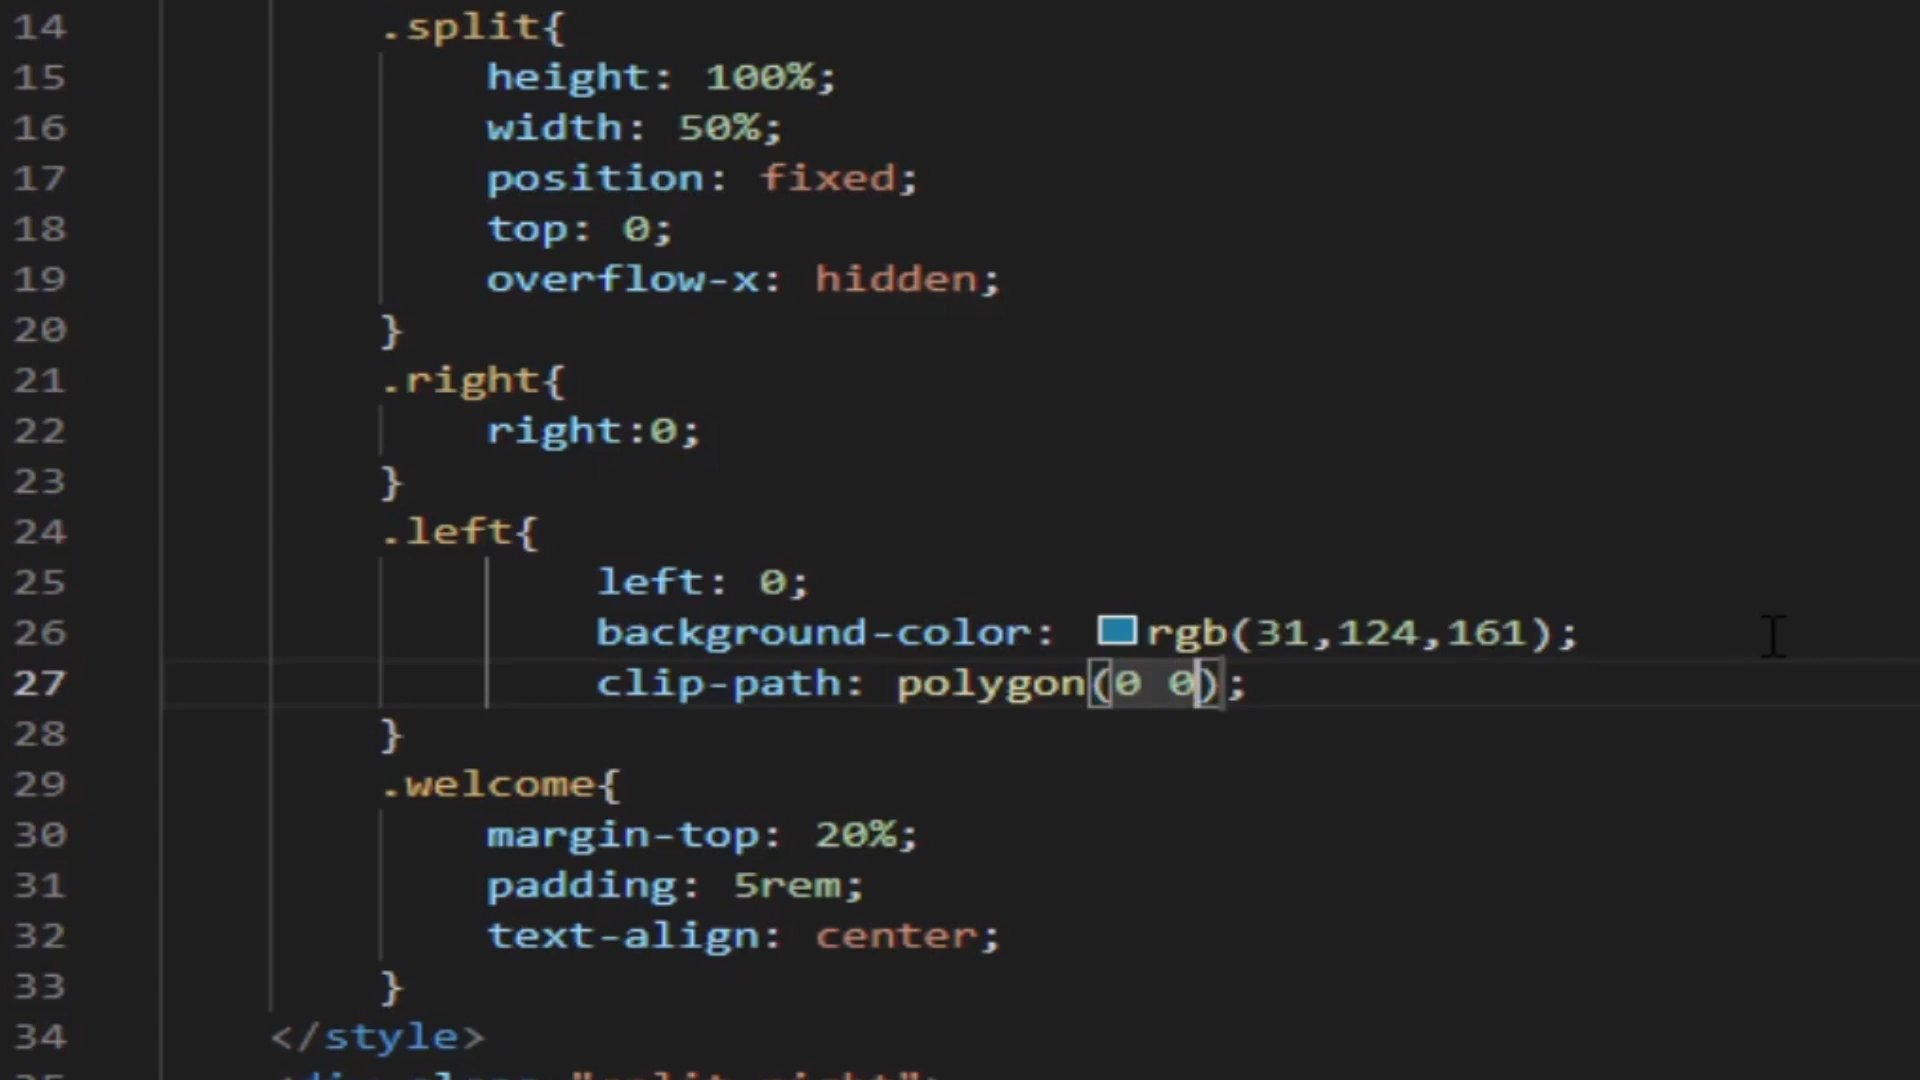 14 .split{
15 height: 100%;
16 width: 50%;
17 position: fixed;
18 top: 0;
19 overflow-x: hidden;
20 }
21 .right{
22 right:0;
23 }
24 .left{
25 left: 0;
26 background-color: rgb(31,124,161);
27 clip-path: polygon(0 0);
28 }
29 .welcome{
30 margin-top: 20%;
31 padding: 5rem;
32 text-align: center;
33 }
34 </style>